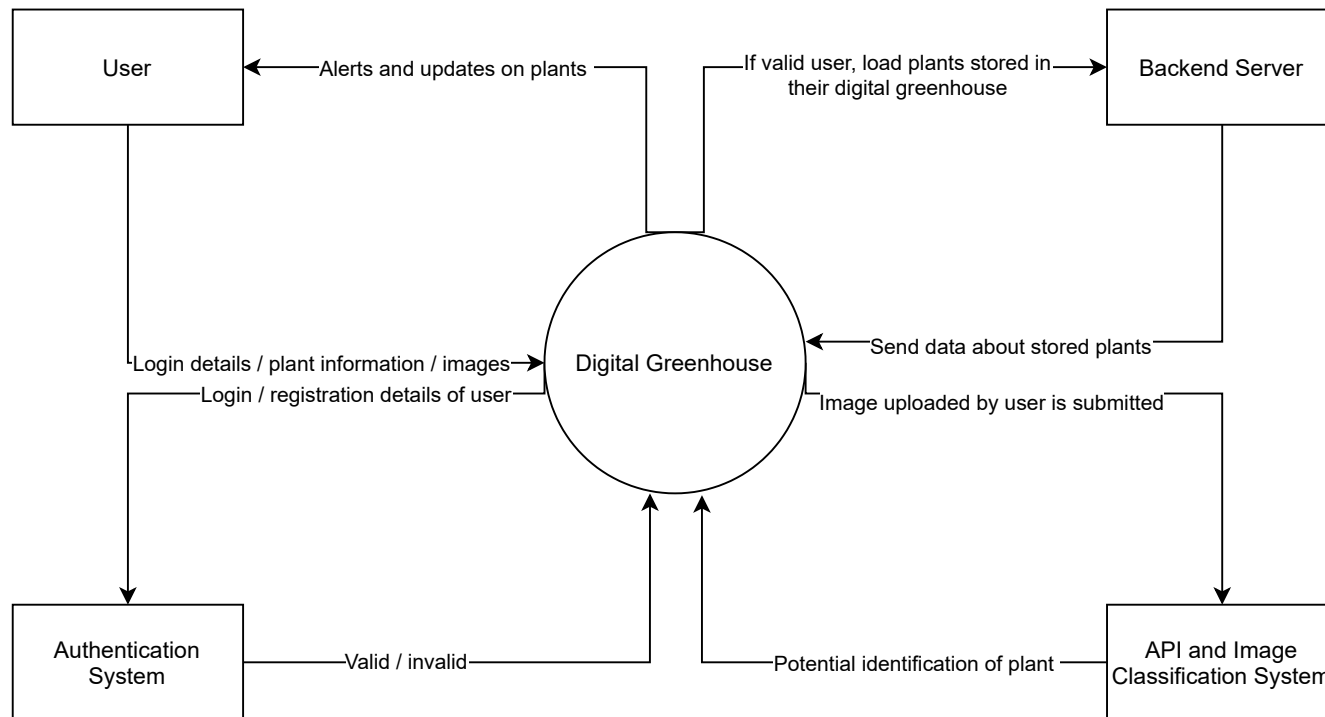 User
Alerts and updates on plants
If valid user, load plants stored in
their digital greenhouse
Backend Server
Login details / plant information / images
Digital Greenhouse
Send data about stored plants
Login / registration details of user
Image uploaded by user is submitted
Authentication
System
Valid / invalid
Potential identification of plant
API and Image
Classification System